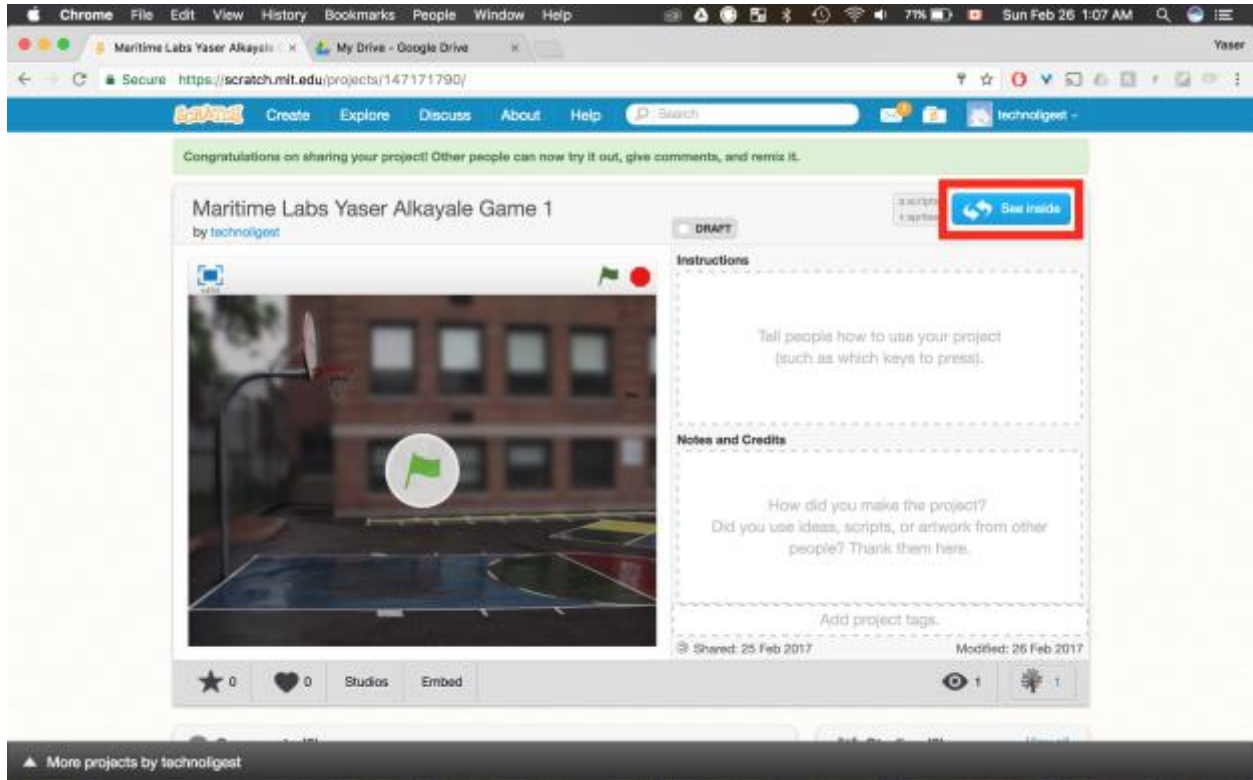 Chrome File Edit View History Bookmarks People Window Help 71% Sun Feb 26 1:07 AM
Maritime Labs Yaser Alkayale My Drive - Google Drive Yaser
Secure https://scratch.mit.edu/projects/147171790/
SCRATCH Create Explore Discuss About Help Search technoligest
Congratulations on sharing your project! Other people can now try it out, give comments, and remix it.
Maritime Labs Yaser Alkayale Game 1
by technoligest
DRAFT
See inside
Instructions
Tell people how to use your project
(such as which keys to press).
Notes and Credits
How did you make the project?
Did you use ideas, scripts, or artwork from other
people? Thank them here.
Add project tags.
Shared: 25 Feb 2017 Modified: 26 Feb 2017
0 0 Studios Embed 1 1
More projects by technoligest